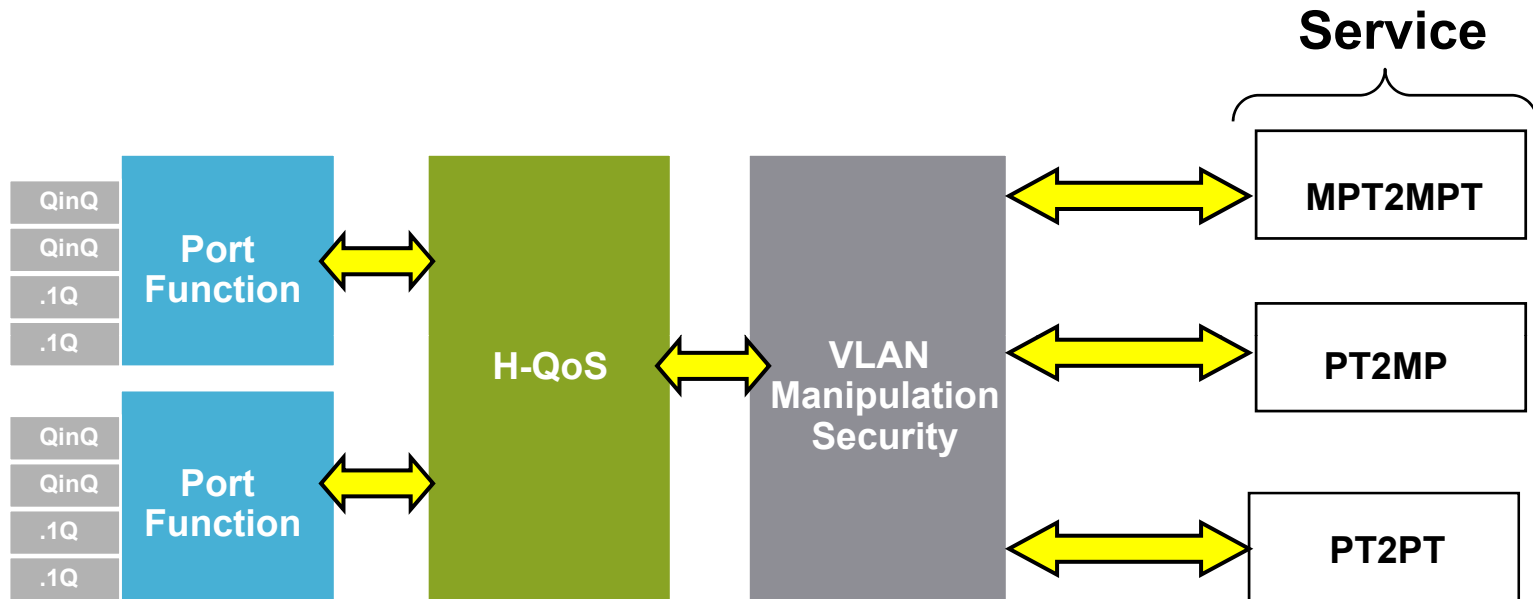 Service
QinQ
QinQ
.1Q
.1Q
Port
Function
QinQ
QinQ
.1Q
.1Q
Port
Function
H-QoS
VLAN
Manipulation
Security
MPT2MPT
PT2MP
PT2PT